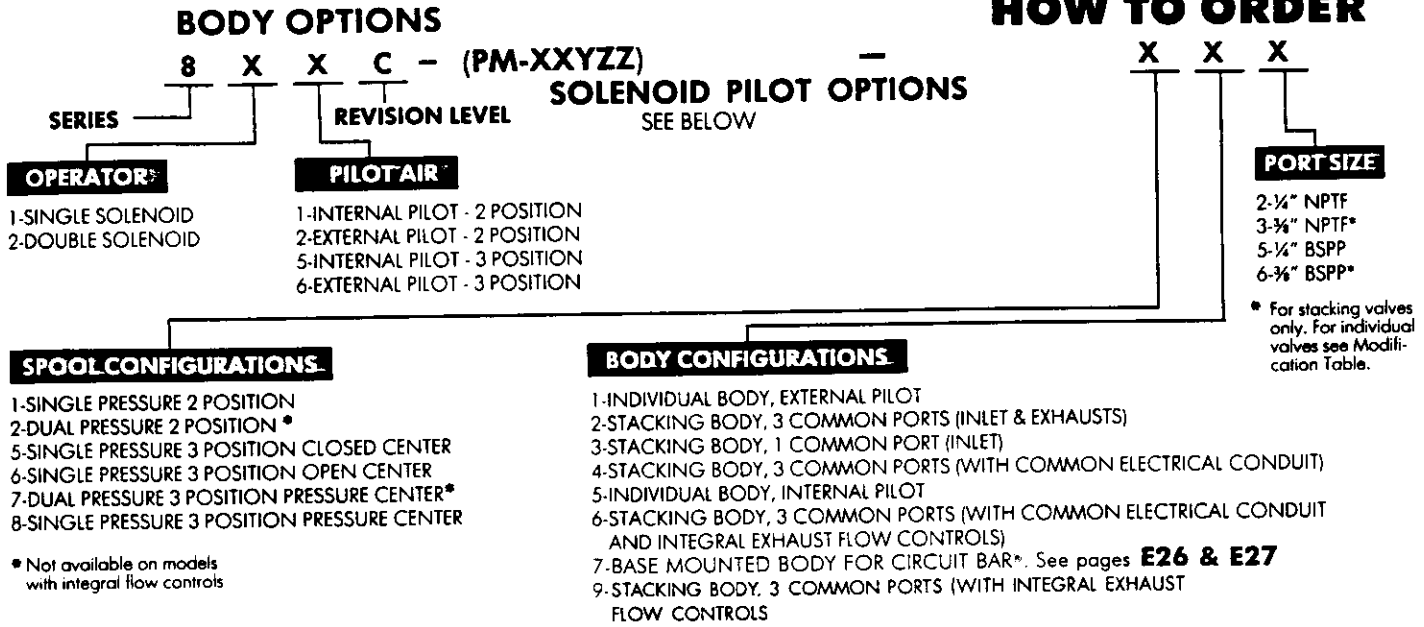 HOW TO ORDER
BODY OPTIONS
8 X X C - (PM-XXYZZ) - X X X
SOLENOID PILOT OPTIONS
SEE BELOW
SERIES
REVISION LEVEL
OPERATOR
1-SINGLE SOLENOID
2-DOUBLE SOLENOID
PILOT AIR
1-INTERNAL PILOT - 2 POSITION
2-EXTERNAL PILOT - 2 POSITION
5-INTERNAL PILOT - 3 POSITION
6-EXTERNAL PILOT - 3 POSITION
PORT SIZE
2-¼" NPTF
3-⅜" NPTF*
5-¼" BSPP
6-⅜" BSPP*
* For stacking valves
only. For individual
valves see Modifi-
cation Table.
SPOOL CONFIGURATIONS
1-SINGLE PRESSURE 2 POSITION
2-DUAL PRESSURE 2 POSITION *
5-SINGLE PRESSURE 3 POSITION CLOSED CENTER
6-SINGLE PRESSURE 3 POSITION OPEN CENTER
7-DUAL PRESSURE 3 POSITION PRESSURE CENTER*
8-SINGLE PRESSURE 3 POSITION PRESSURE CENTER
* Not available on models
with integral flow controls
BODY CONFIGURATIONS
1-INDIVIDUAL BODY, EXTERNAL PILOT
2-STACKING BODY, 3 COMMON PORTS (INLET & EXHAUSTS)
3-STACKING BODY, 1 COMMON PORT (INLET)
4-STACKING BODY, 3 COMMON PORTS (WITH COMMON ELECTRICAL CONDUIT)
5-INDIVIDUAL BODY, INTERNAL PILOT
6-STACKING BODY, 3 COMMON PORTS (WITH COMMON ELECTRICAL CONDUIT
AND INTEGRAL EXHAUST FLOW CONTROLS)
7-BASE MOUNTED BODY FOR CIRCUIT BAR*. See pages E26 & E27
9-STACKING BODY, 3 COMMON PORTS (WITH INTEGRAL EXHAUST
FLOW CONTROLS